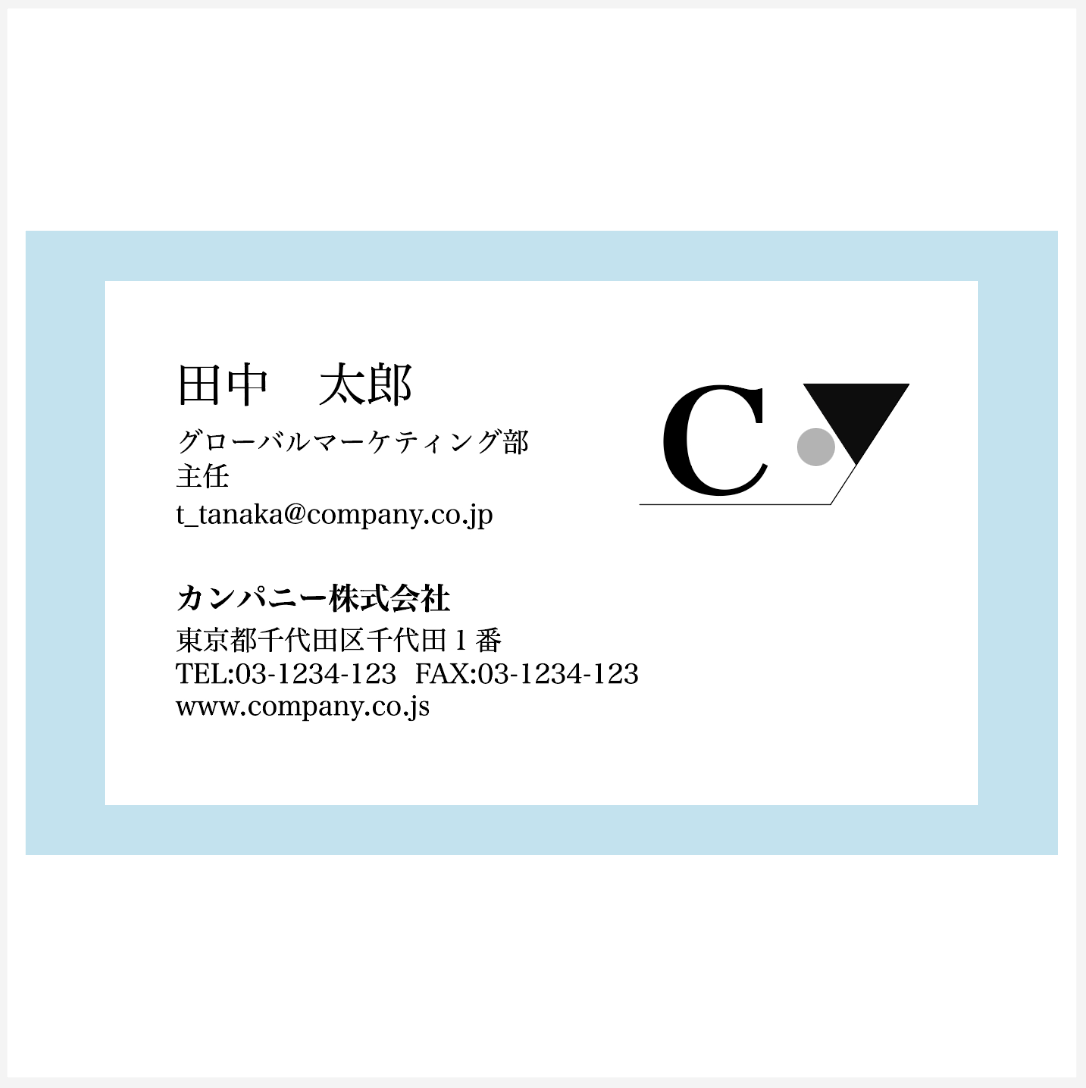 田中　太郎
グローバルマーケティング部
主任
t_tanaka@company.co.jp
C
カンパニー株式会社
東京都千代田区千代田 1 番
TEL:03-1234-123  FAX:03-1234-123
www.company.co.js